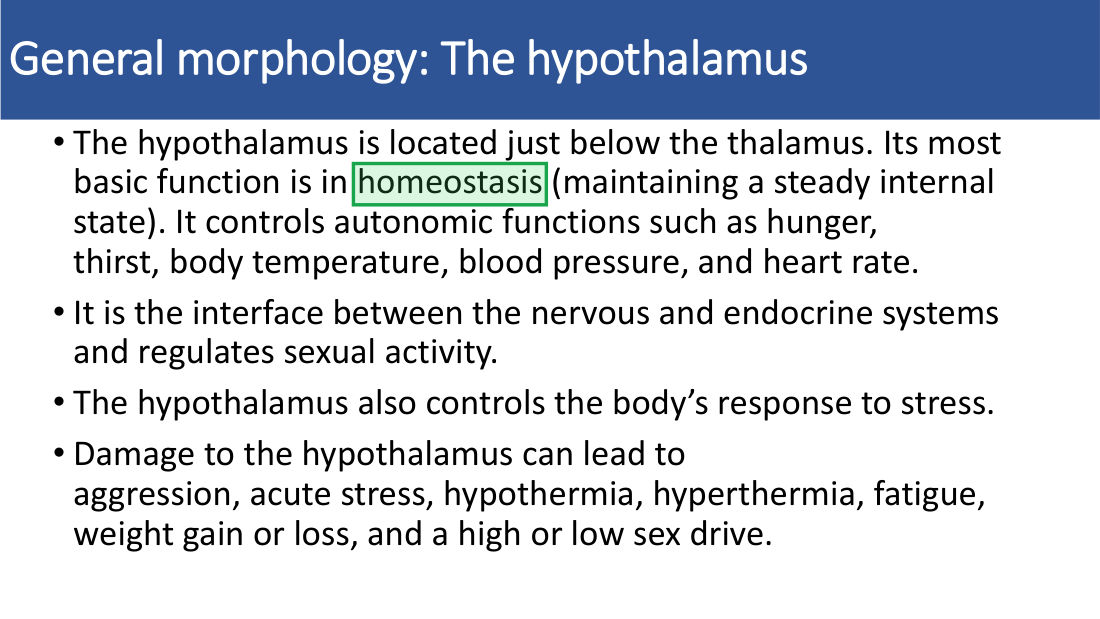 General morphology: The hypothalamus
• The hypothalamus is located just below the thalamus. Its most
basic function is in homeostasis (maintaining a steady internal
state). It controls autonomic functions such as hunger,
thirst, body temperature, blood pressure, and heart rate.
• It is the interface between the nervous and endocrine systems
and regulates sexual activity.
• The hypothalamus also controls the body’s response to stress.
• Damage to the hypothalamus can lead to
aggression, acute stress, hypothermia, hyperthermia, fatigue,
weight gain or loss, and a high or low sex drive.